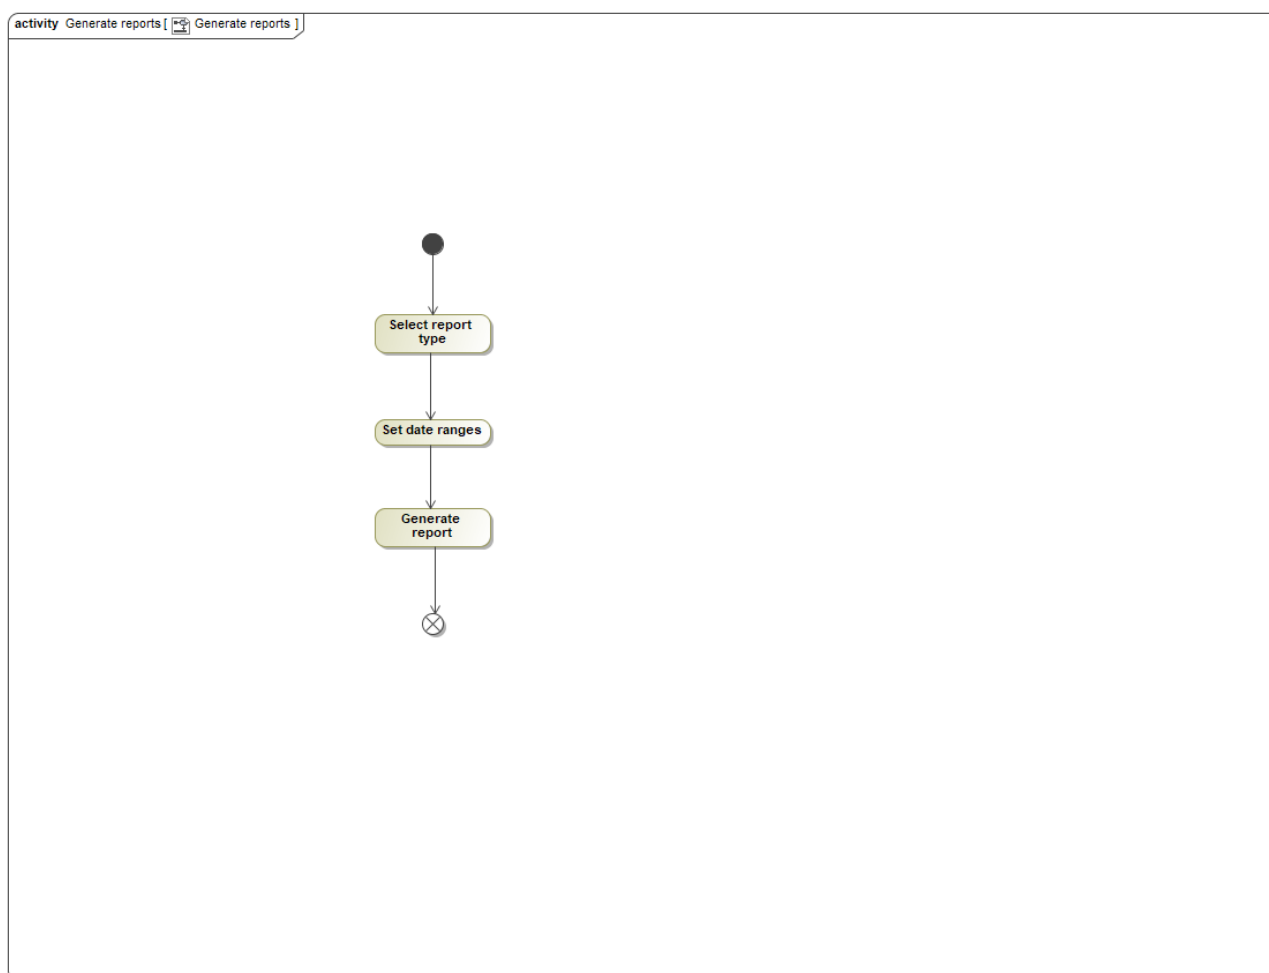 activity Generate reports [ Generate reports ]
Select report
type
Set date ranges
Generate
report